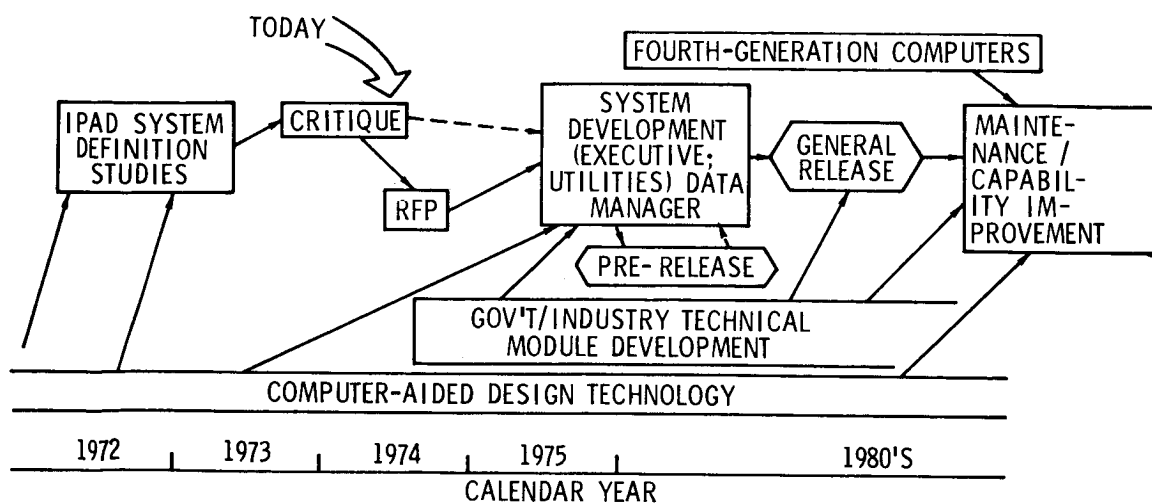 TODAY
FOURTH-GENERATION COMPUTERS
IPAD SYSTEM
DEFINITION
STUDIES
CRITIQUE
RFP
SYSTEM
DEVELOPMENT
(EXECUTIVE;
UTILITIES) DATA
MANAGER
PRE-RELEASE
GENERAL
RELEASE
MAINTE-
NANCE /
CAPABIL-
ITY IM-
PROVEMENT
GOV'T/INDUSTRY TECHNICAL
MODULE DEVELOPMENT
COMPUTER-AIDED DESIGN TECHNOLOGY
1972 1973 1974 1975 1980'S
CALENDAR YEAR